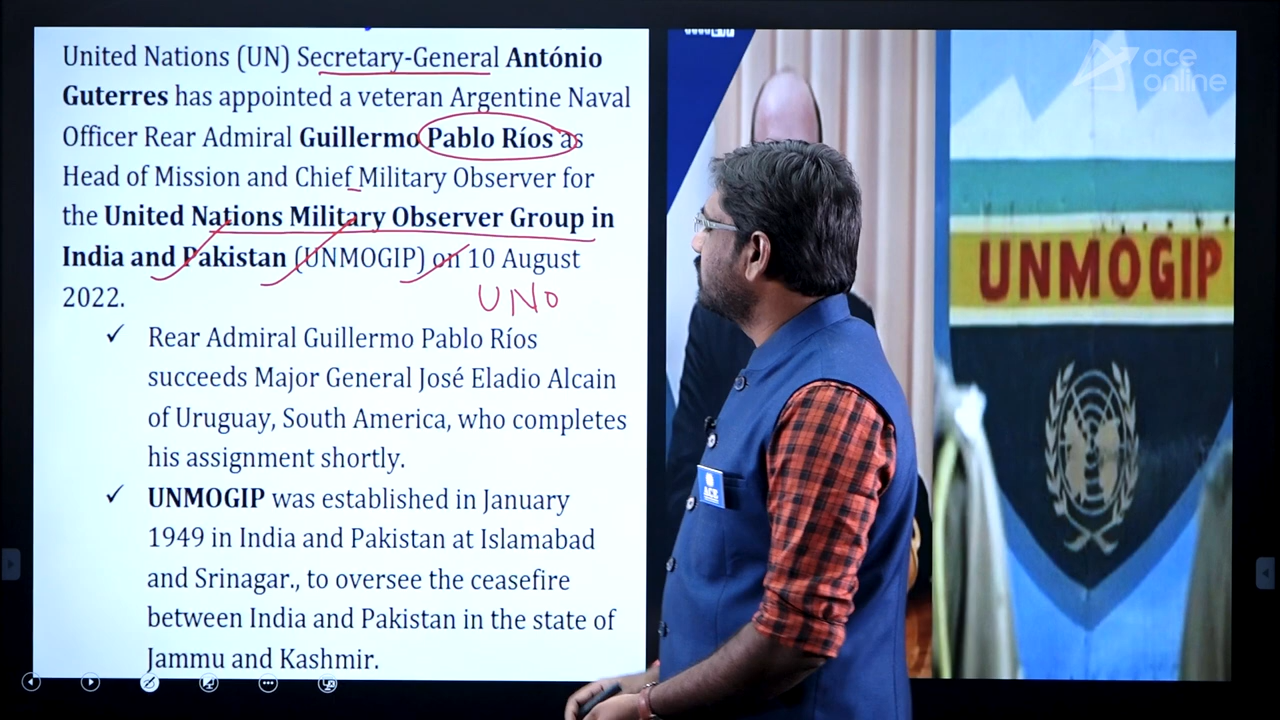 United Nations (UN) Secretary-General António
Guterres has appointed a veteran Argentine Naval
Officer Rear Admiral Guillermo Pablo Ríos as
Head of Mission and Chief Military Observer for
the United Nations Military Observer Group in
India and Pakistan (UNMOGIP) on 10 August
2022.
UNO
✓ Rear Admiral Guillermo Pablo Ríos
succeeds Major General José Eladio Alcain
of Uruguay, South America, who completes
his assignment shortly.
✓ UNMOGIP was established in January
1949 in India and Pakistan at Islamabad
and Srinagar., to oversee the ceasefire
between India and Pakistan in the state of
Jammu and Kashmir.
ace
online
UNMOGIP
ACE